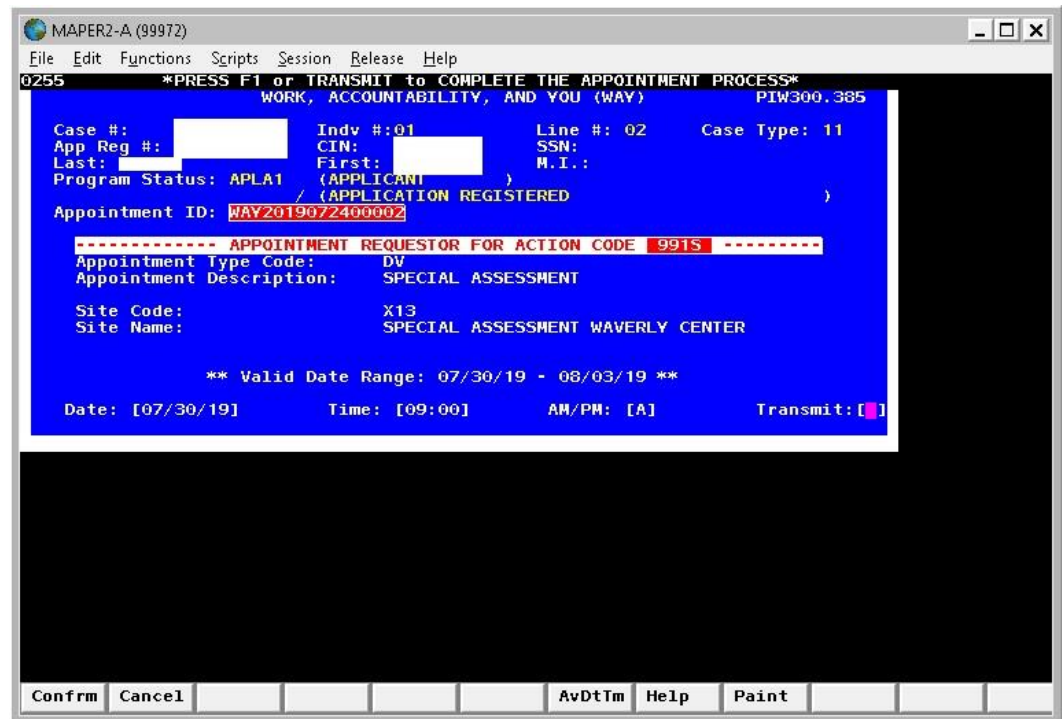 MAPER2-A (99972)
File Edit Functions Scripts Session Release Help
0255 *PRESS F1 or TRANSMIT to COMPLETE THE APPOINTMENT PROCESS*
WORK, ACCOUNTABILITY, AND YOU (WAY) PIW300.385
Case #: Indv #:01 Line #: 02 Case Type: 11
App Reg #: CIN: SSN:
Last: First: M.I.:
Program Status: APLA1 (APPLICANT )
/ (APPLICATION REGISTERED )
Appointment ID: WAY2019072400002
------------- APPOINTMENT REQUESTOR FOR ACTION CODE 991S ---------
Appointment Type Code: DV
Appointment Description: SPECIAL ASSESSMENT
Site Code: X13
Site Name: SPECIAL ASSESSMENT WAVERLY CENTER
** Valid Date Range: 07/30/19 - 08/03/19 **
Date: [07/30/19] Time: [09:00] AM/PM: [A] Transmit:[ ]
Confrm Cancel AvDtTm Help Paint